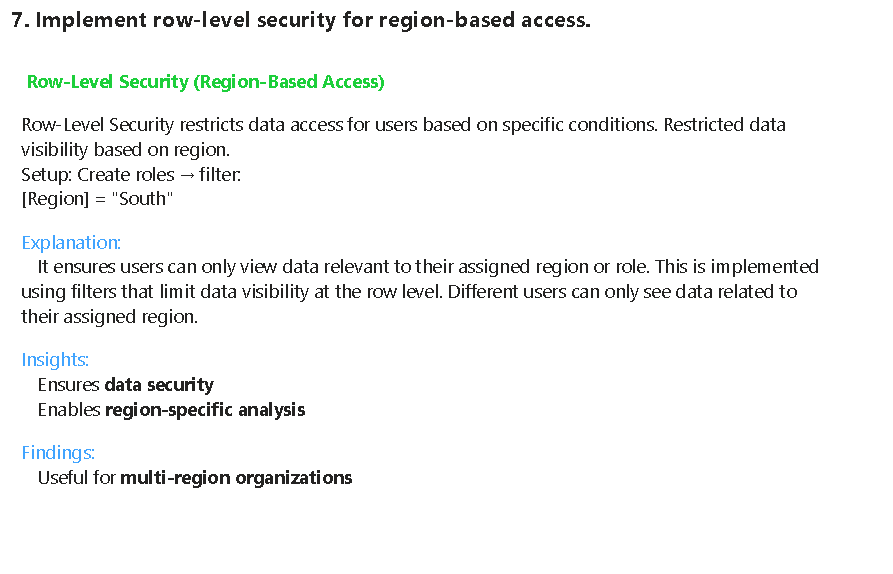 7. Implement row-level security for region-based access.
Row-Level Security (Region-Based Access)
Row-Level Security restricts data access for users based on specific conditions. Restricted data
visibility based on region.
Setup: Create roles → filter:
[Region] = "South"
Explanation:
It ensures users can only view data relevant to their assigned region or role. This is implemented
using filters that limit data visibility at the row level. Different users can only see data related to
their assigned region.
Insights:
Ensures data security
Enables region-specific analysis
Findings:
Useful for multi-region organizations